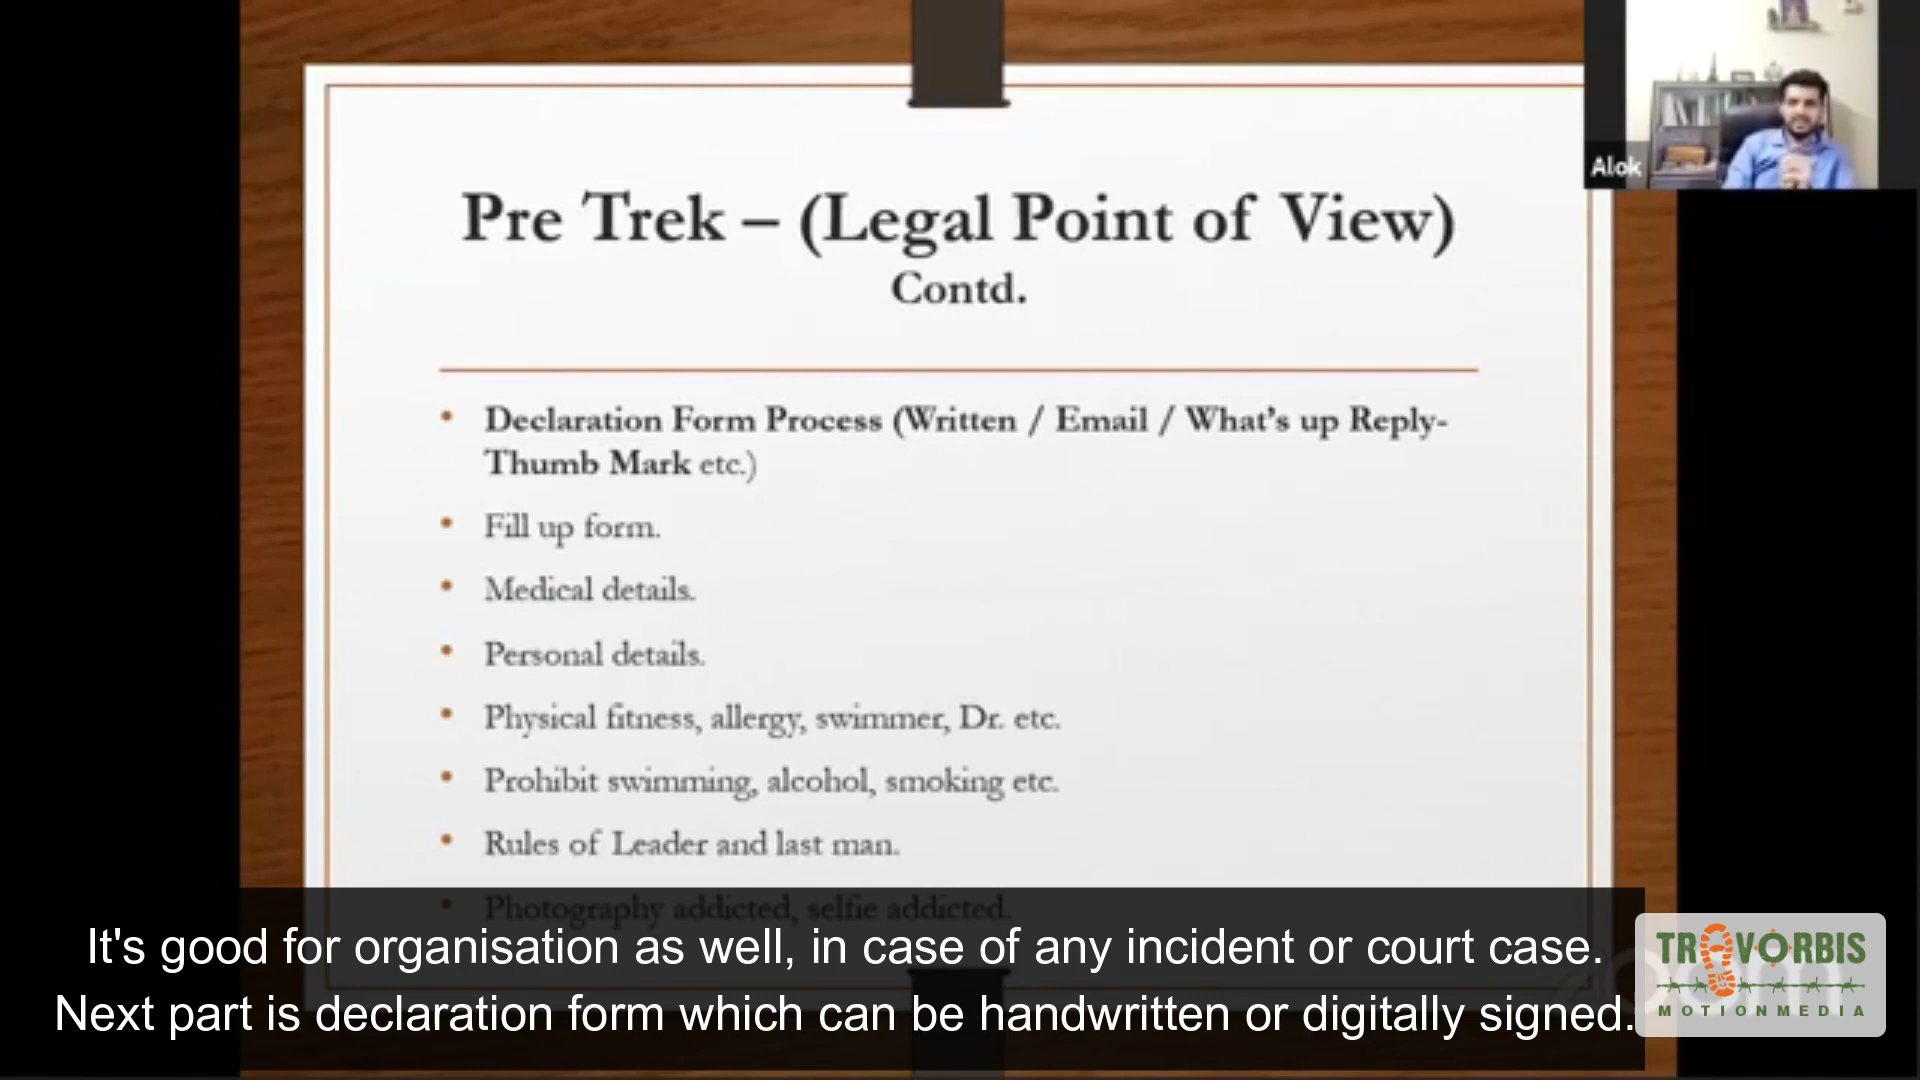 Alok
Pre Trek – (Legal Point of View)
Contd.
• Declaration Form Process (Written / Email / What's up Reply-
Thumb Mark etc.)
• Fill up form.
• Medical details.
• Personal details.
• Physical fitness, allergy, swimmer, Dr. etc.
• Prohibit swimming, alcohol, smoking etc.
• Rules of Leader and last man.
• Photography addicted, selfie addicted.
It's good for organisation as well, in case of any incident or court case.
Next part is declaration form which can be handwritten or digitally signed.
TRAVORBIS
MOTIONMEDIA